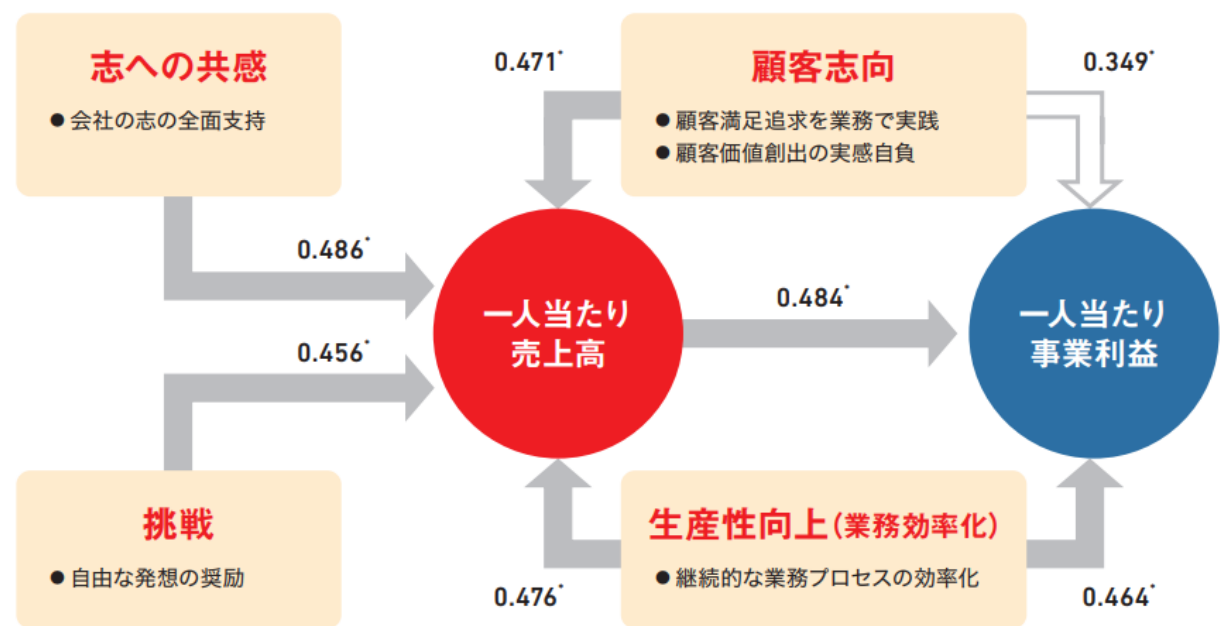 志への共感
● 会社の志の全面支持
0.471*
顧客志向
● 顧客満足追求を業務で実践
● 顧客価値創出の実感自負
0.349*
0.486*
0.456*
一人当たり
売上高
0.484*
一人当たり
事業利益
挑戦
● 自由な発想の奨励
0.476*
生産性向上(業務効率化)
● 継続的な業務プロセスの効率化
0.464*